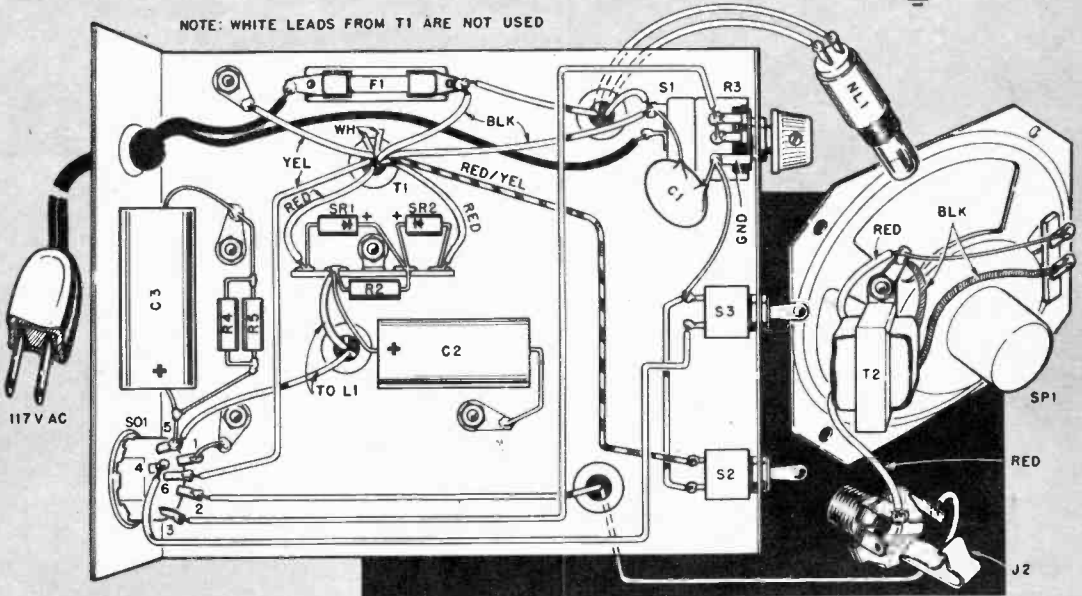 NOTE: WHITE LEADS FROM T1 ARE NOT USED
F1
S1
R3
NL1
WH
BLK
YEL
T1
RED/YEL
RED
RED
C1
GND
SR1
+
+
SR2
R2
C3
+
R4
R5
+
C2
TO L1
S3
S2
117 V AC
SO1
5
1
4
6
2
3
RED
BLK
T2
SP1
RED
J2